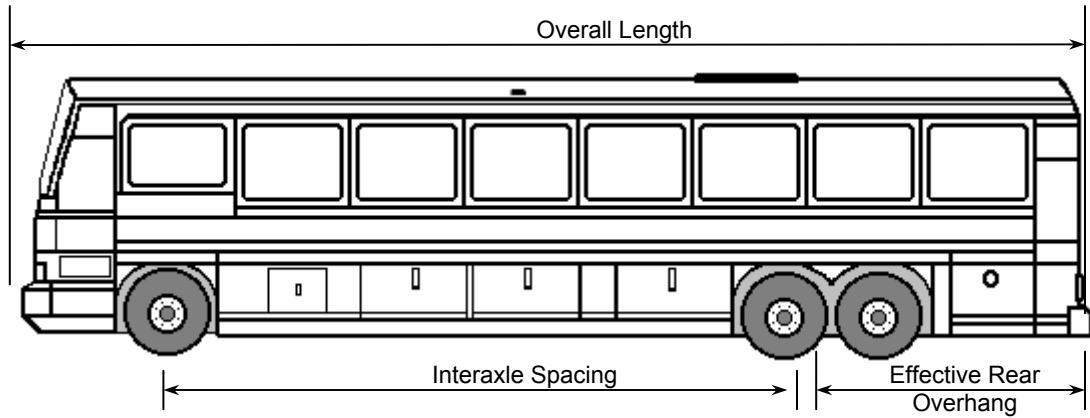 Overall Length
Interaxle Spacing
Effective Rear
Overhang